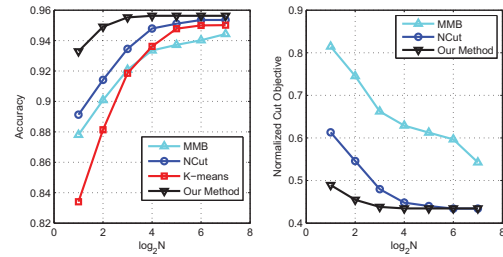 0.96
0.94
0.92
0.9
0.88
0.86
0.84
0.82
Accuracy
0 2 4 6 8
log2N
MMB
NCut
K-means
Our Method
0.9
0.8
0.7
0.6
0.5
0.4
Normalized Cut Objective
0 2 4 6 8
log2N
MMB
NCut
Our Method